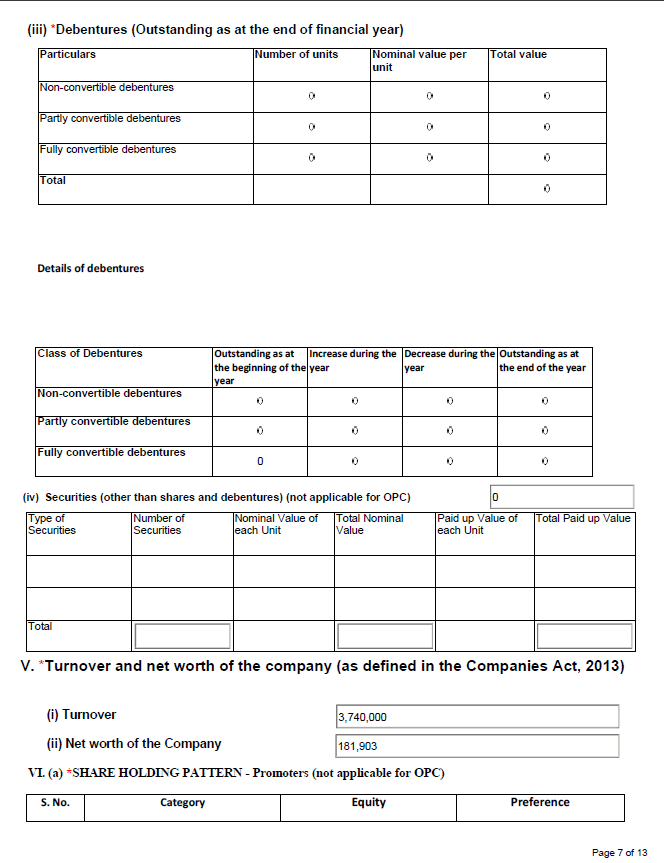 (iii) *Debentures (Outstanding as at the end of financial year)
Particulars Number of units Nominal value per unit Total value
Non-convertible debentures 0 0 0
Partly convertible debentures 0 0 0
Fully convertible debentures 0 0 0
Total 0
Details of debentures
Class of Debentures Outstanding as at the beginning of the year Increase during the year Decrease during the year Outstanding as at the end of the year
Non-convertible debentures 0 0 0 0
Partly convertible debentures 0 0 0 0
Fully convertible debentures 0 0 0 0
(iv) Securities (other than shares and debentures) (not applicable for OPC) 0
Type of Securities Number of Securities Nominal Value of each Unit Total Nominal Value Paid up Value of each Unit Total Paid up Value
Total
V. *Turnover and net worth of the company (as defined in the Companies Act, 2013)
(i) Turnover 3,740,000
(ii) Net worth of the Company 181,903
VI. (a) *SHARE HOLDING PATTERN - Promoters (not applicable for OPC)
S. No. Category Equity Preference
Page 7 of 13